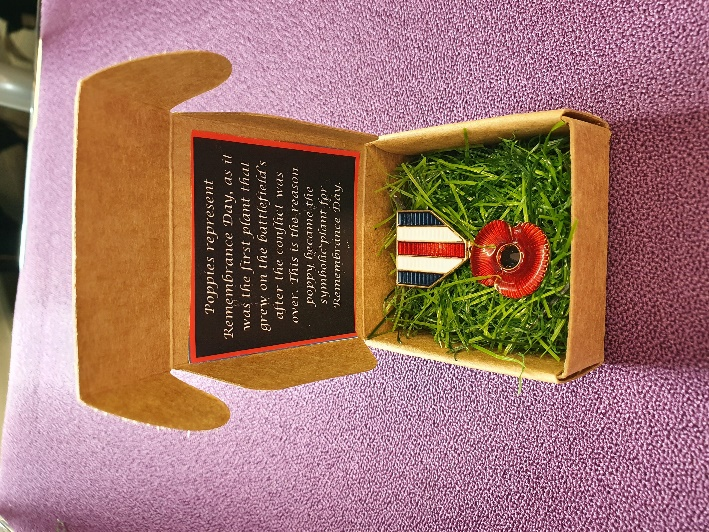 Poppies represent
Remembrance Day, as it
was the first plant that
grew on the battlefield's
after the conflict was
over. This is the reason
poppy became the
symbolic plant for
Remembrance Day.